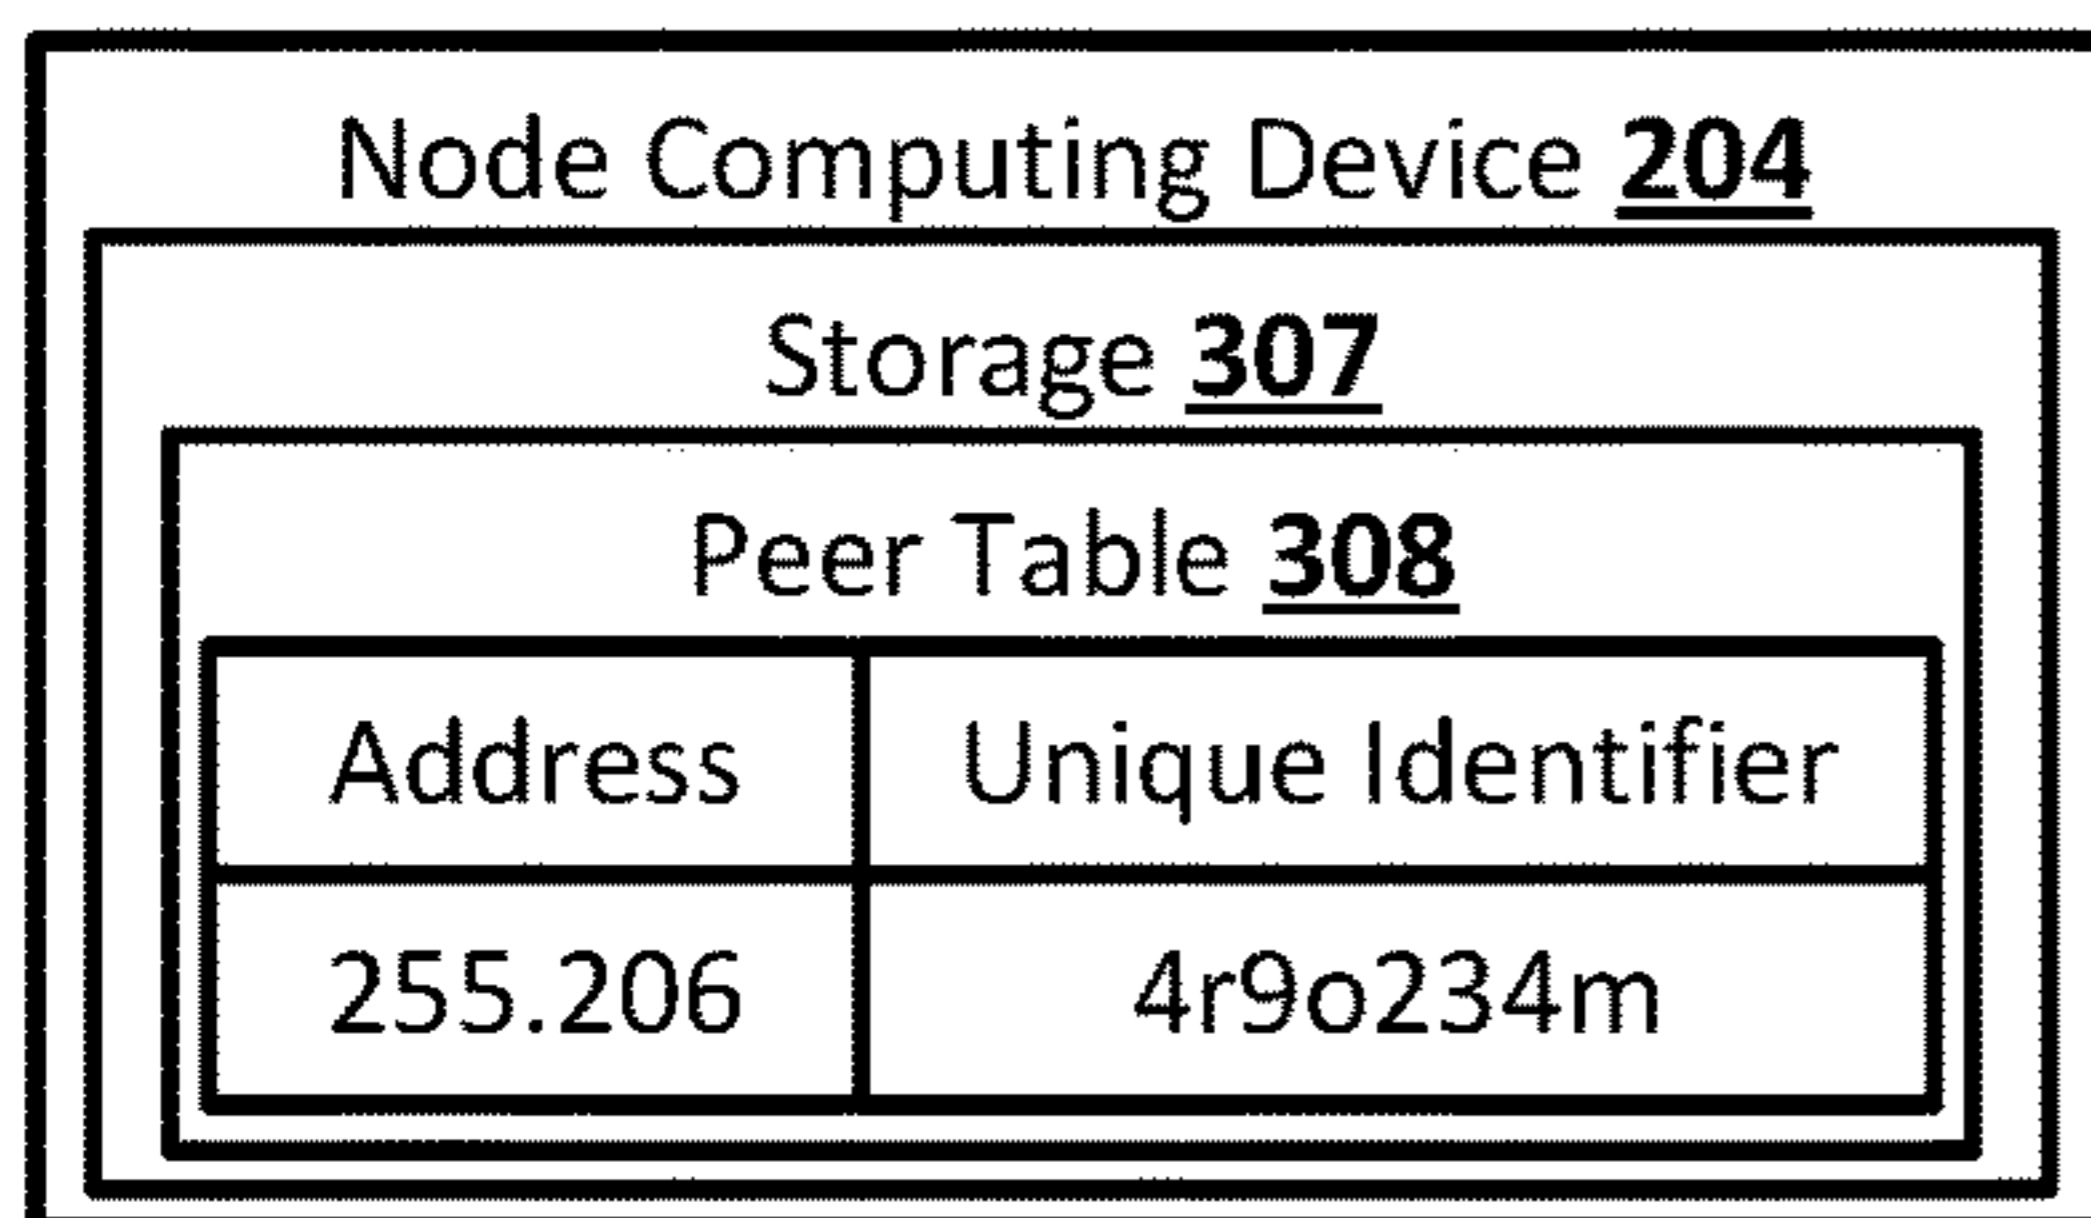 Node Computing Device 204
Storage 307
Peer Table 308
Address Unique Identifier
255.206 4r9o234m